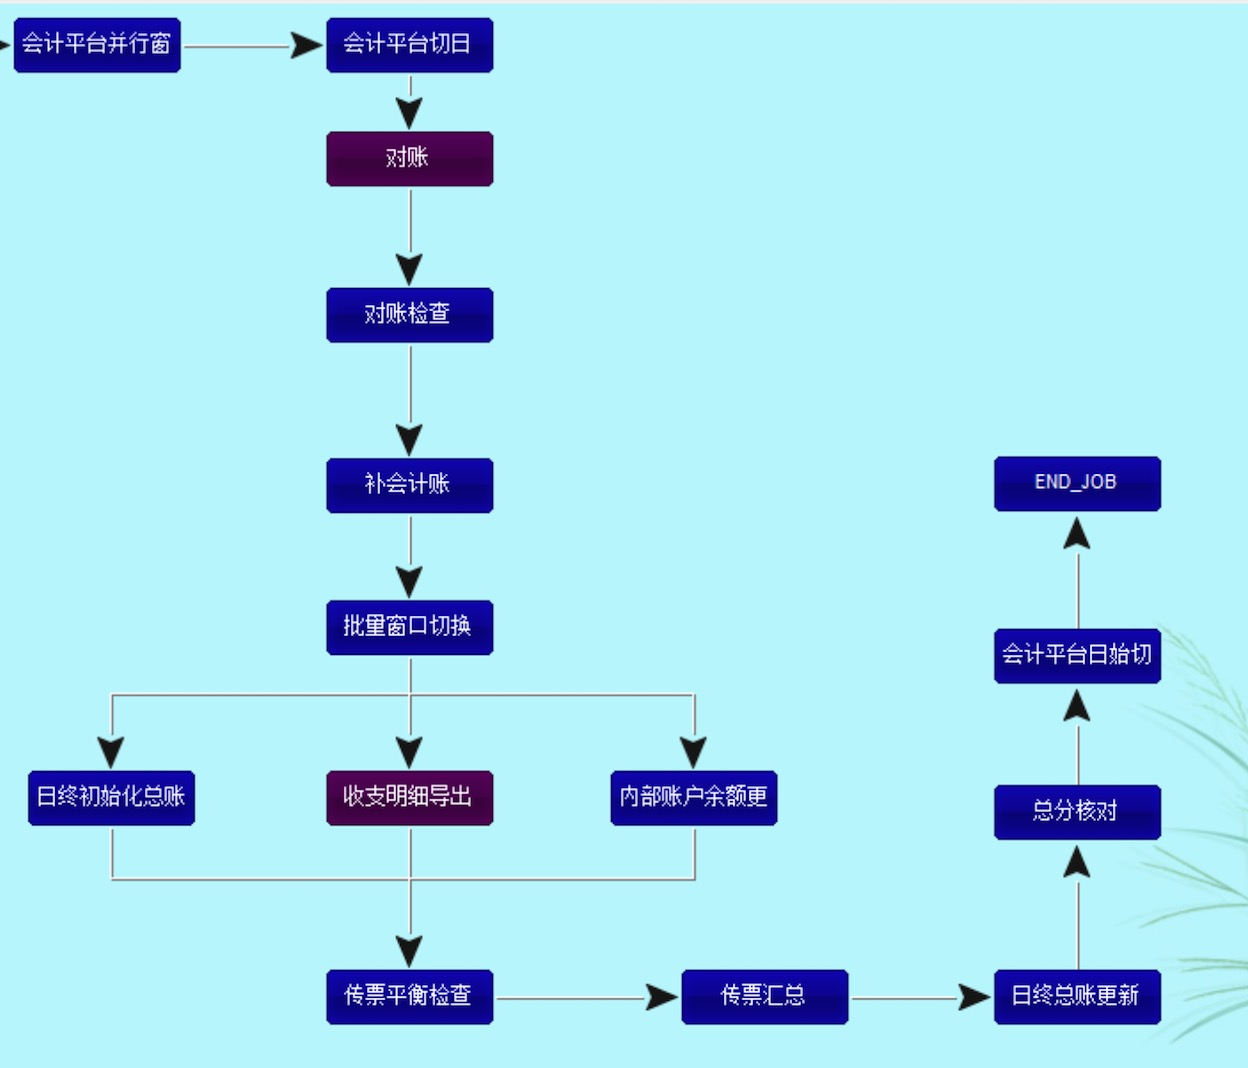 会计平台并行窗
会计平台切日
对账
对账检查
补会计账
批量窗口切换
日终初始化总账
收支明细导出
内部账户余额更
传票平衡检查
传票汇总
日终总账更新
总分核对
会计平台日始切
END_JOB